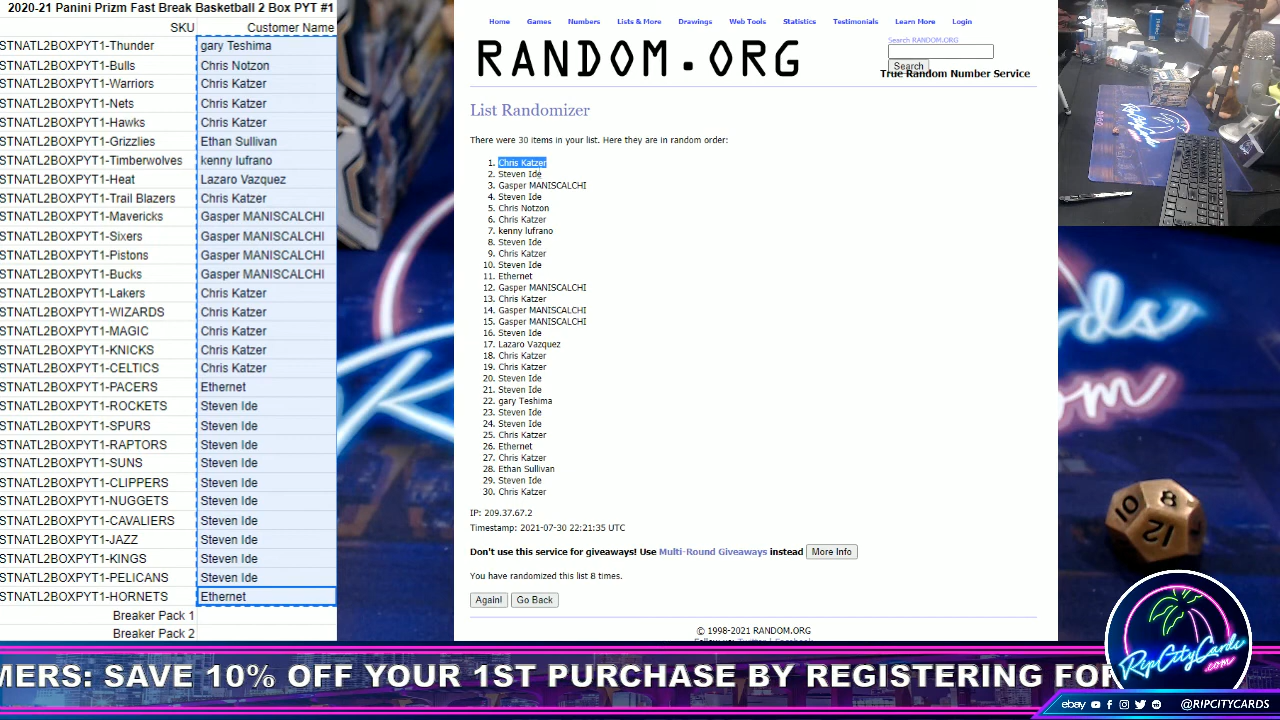 2020-21 Panini Prizm Fast Break Basketball 2 Box PYT #1
SKU Customer Name
STNATL2BOXPYT1-Thunder gary Teshima
STNATL2BOXPYT1-Bulls Chris Notzon
STNATL2BOXPYT1-Warriors Chris Katzer
STNATL2BOXPYT1-Nets Chris Katzer
STNATL2BOXPYT1-Hawks Chris Katzer
STNATL2BOXPYT1-Grizzlies Ethan Sullivan
STNATL2BOXPYT1-Timberwolves kenny lufrano
STNATL2BOXPYT1-Heat Lazaro Vazquez
STNATL2BOXPYT1-Trail Blazers Chris Katzer
STNATL2BOXPYT1-Mavericks Gasper MANISCALCHI
STNATL2BOXPYT1-Sixers Gasper MANISCALCHI
STNATL2BOXPYT1-Pistons Gasper MANISCALCHI
STNATL2BOXPYT1-Bucks Gasper MANISCALCHI
STNATL2BOXPYT1-Lakers Chris Katzer
STNATL2BOXPYT1-WIZARDS Chris Katzer
STNATL2BOXPYT1-MAGIC Chris Katzer
STNATL2BOXPYT1-KNICKS Chris Katzer
STNATL2BOXPYT1-CELTICS Chris Katzer
STNATL2BOXPYT1-PACERS Ethernet
STNATL2BOXPYT1-ROCKETS Steven Ide
STNATL2BOXPYT1-SPURS Steven Ide
STNATL2BOXPYT1-RAPTORS Steven Ide
STNATL2BOXPYT1-SUNS Steven Ide
STNATL2BOXPYT1-CLIPPERS Steven Ide
STNATL2BOXPYT1-NUGGETS Steven Ide
STNATL2BOXPYT1-CAVALIERS Steven Ide
STNATL2BOXPYT1-JAZZ Steven Ide
STNATL2BOXPYT1-KINGS Steven Ide
STNATL2BOXPYT1-PELICANS Steven Ide
STNATL2BOXPYT1-HORNETS Ethernet
Breaker Pack 1
Breaker Pack 2
Home Games Numbers Lists & More Drawings Web Tools Statistics Testimonials Learn More Login
RANDOM.ORG
Search RANDOM.ORG
Search
True Random Number Service
List Randomizer
There were 30 items in your list. Here they are in random order:
1. Chris Katzer
2. Steven Ide
3. Gasper MANISCALCHI
4. Steven Ide
5. Chris Notzon
6. Chris Katzer
7. kenny lufrano
8. Steven Ide
9. Chris Katzer
10. Steven Ide
11. Ethernet
12. Gasper MANISCALCHI
13. Chris Katzer
14. Gasper MANISCALCHI
15. Gasper MANISCALCHI
16. Steven Ide
17. Lazaro Vazquez
18. Chris Katzer
19. Chris Katzer
20. Steven Ide
21. Steven Ide
22. gary Teshima
23. Steven Ide
24. Steven Ide
25. Chris Katzer
26. Ethernet
27. Chris Katzer
28. Ethan Sullivan
29. Steven Ide
30. Chris Katzer
IP: 209.37.67.2
Timestamp: 2021-07-30 22:21:35 UTC
Don't use this service for giveaways! Use Multi-Round Giveaways instead More Info
You have randomized this list 8 times.
Again! Go Back
© 1998-2021 RANDOM.ORG
Follow us: Twitter | Facebook
10 8 12
MERS. SAVE 10% OFF YOUR 1ST PURCHASE BY REGISTERING FOR
RipCityCards
.com
ebay @RIPCITYCARDS